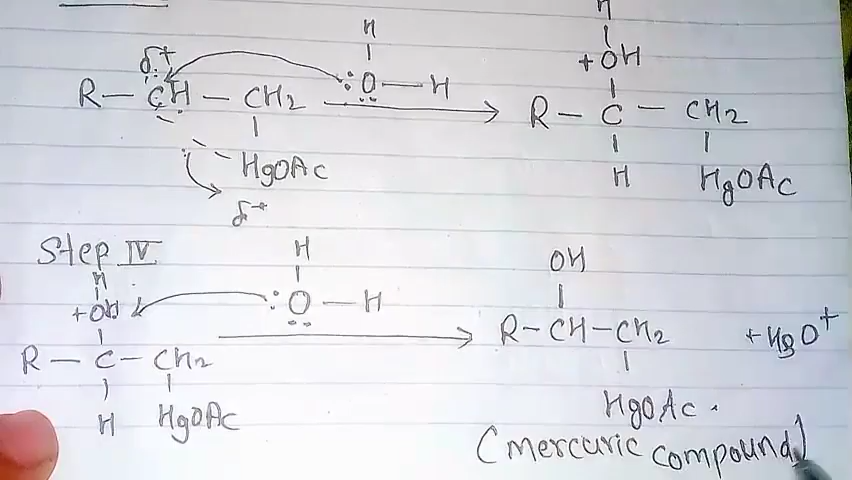 H
H +OH
δ+ :O—H
R—CH—CH2 R—C—CH2
HgOAc H HgOAc
δ+
Step IV
H H OH
+OH :O—H
R—C—CH2 R-CH-CH2 +H3O+
H HgOAc HgOAc.
(mercuric compound)